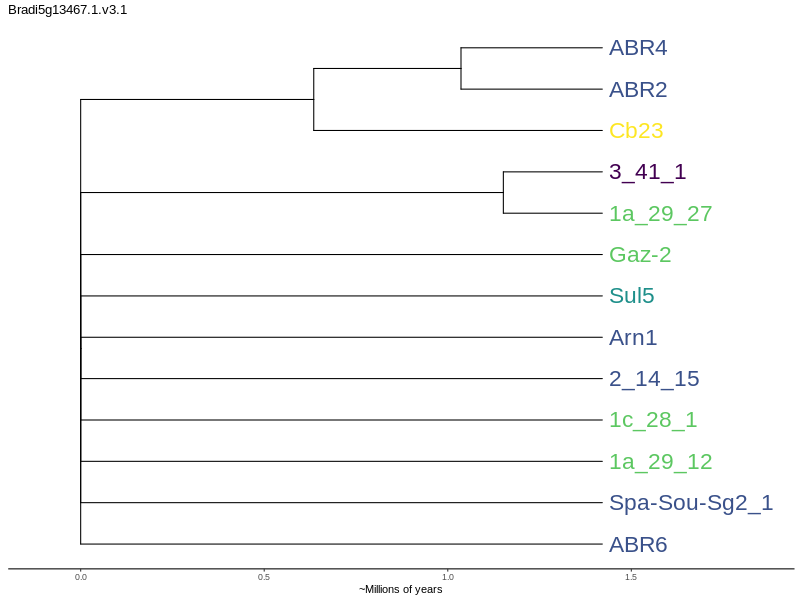 Bradi5g13467.1.v3.1
ABR4
ABR2
Cb23
3_41_1
1a_29_27
Gaz-2
Sul5
Arn1
2_14_15
1c_28_1
1a_29_12
Spa-Sou-Sg2_1
ABR6
0.0 0.5 1.0 1.5
~Millions of years